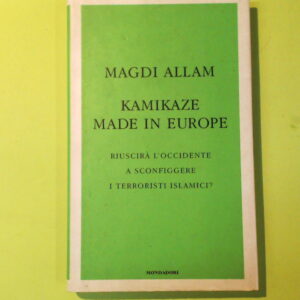 MAGDI ALLAM
KAMIKAZE
MADE IN EUROPE
RIUSCIRÀ L'OCCIDENTE
A SCONFIGGERE
I TERRORISTI ISLAMICI?
MONDADORI